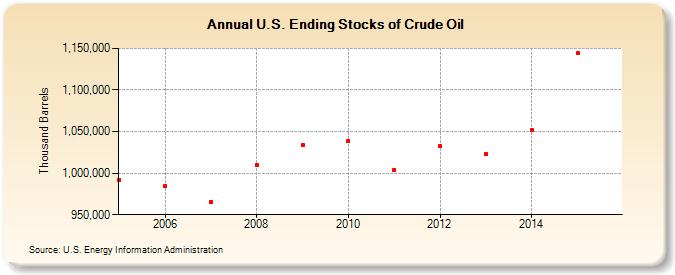 Annual U.S. Ending Stocks of Crude Oil
Thousand Barrels
1,150,000
1,100,000
1,050,000
1,000,000
950,000
2006 2008 2010 2012 2014
Source: U.S. Energy Information Administration